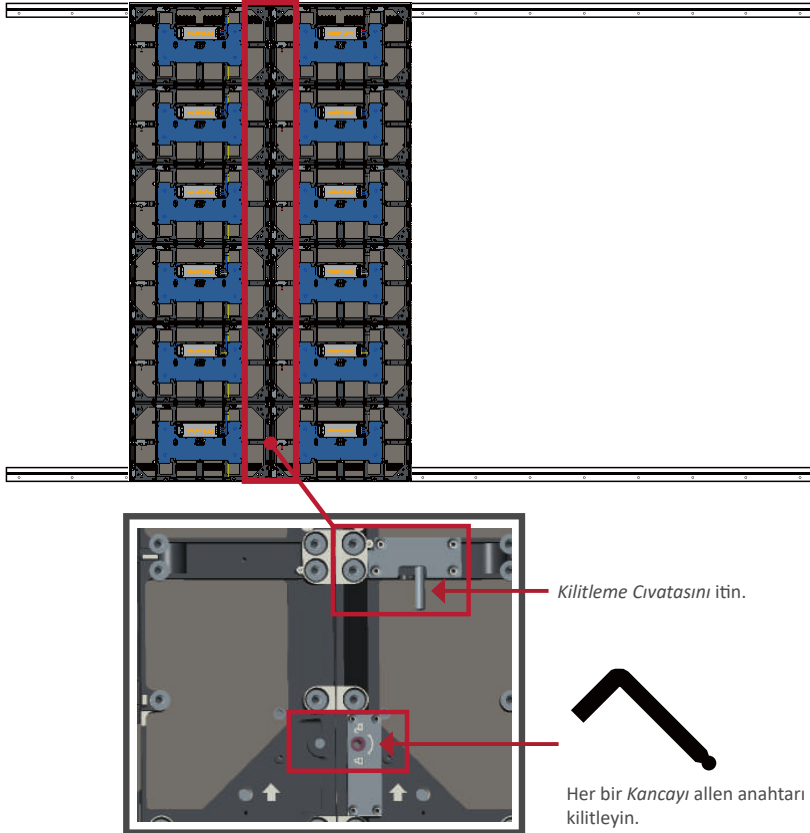 Kilitleme Cıvatasını itin.
Her bir Kancayı allen anahtarı
kilitleyin.